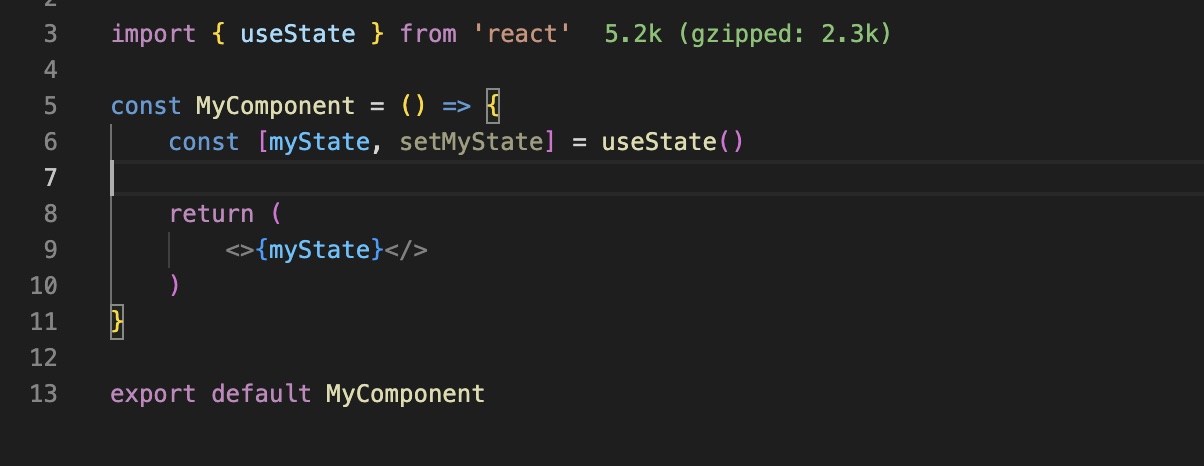 3 import { useState } from 'react' 5.2k (gzipped: 2.3k)
4
5 const MyComponent = () => {
6 const [myState, setMyState] = useState()
7
8 return (
9 <>{myState}</>
10 )
11 }
12
13 export default MyComponent